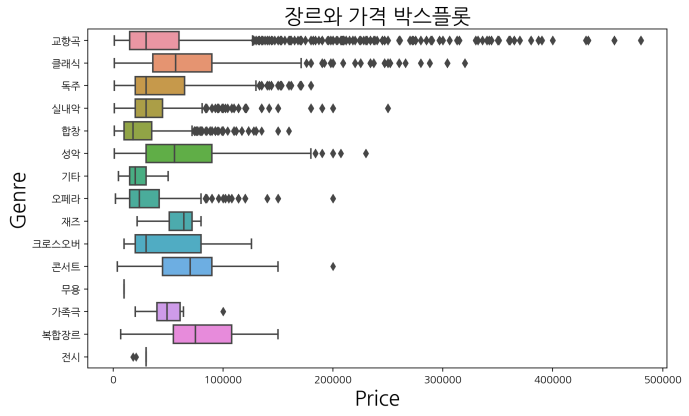 장르와 가격 박스플롯
Genre
교향곡
클래식
독주
실내악
합창
성악
기타
오페라
재즈
크로스오버
콘서트
무용
가족극
복합장르
전시
0 100000 200000 300000 400000 500000
Price